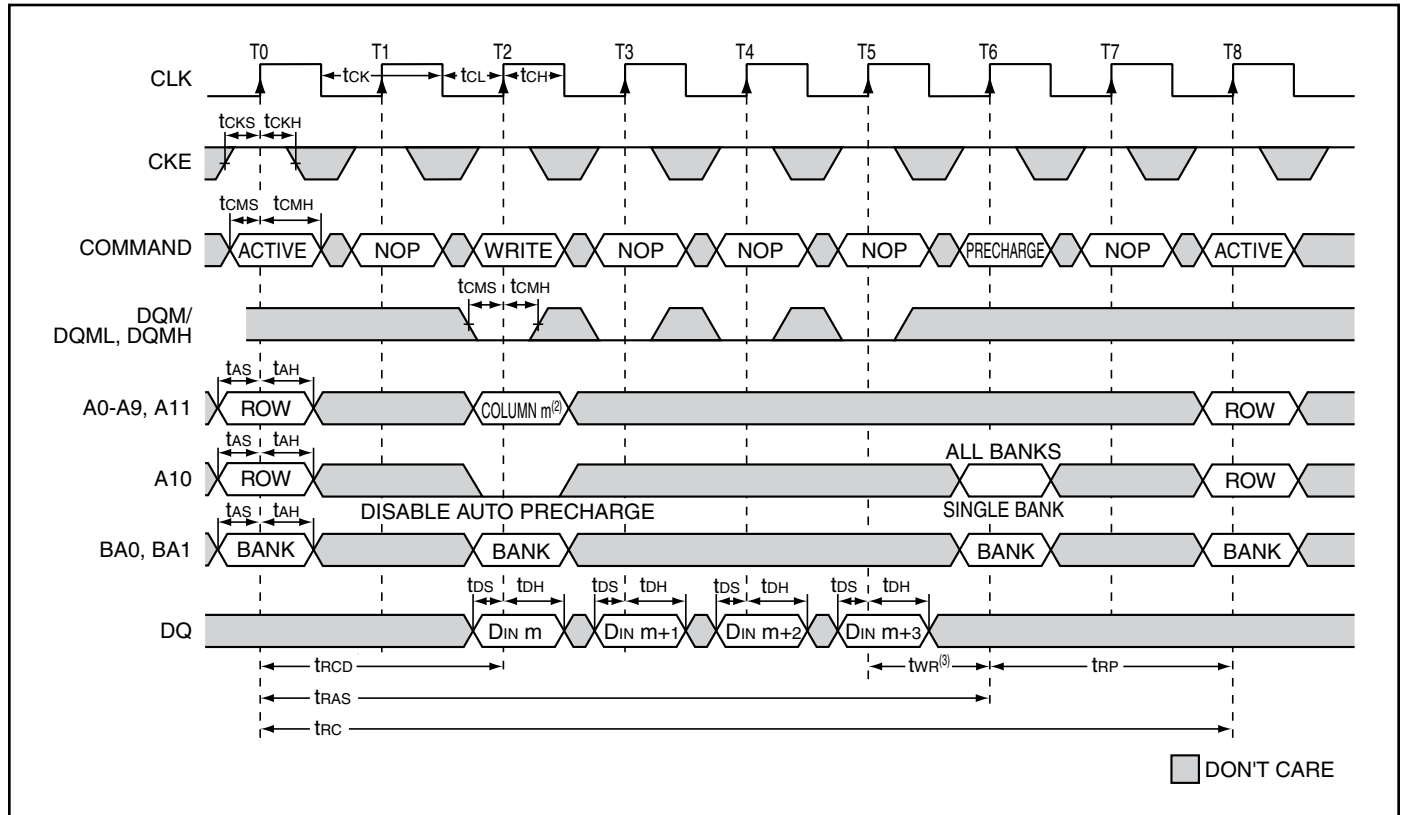 T0 T1 T2 T3 T4 T5 T6 T7 T8
CLK
tCK tCL tCH
tCKS tCKH
CKE
tCMS tCMH
COMMAND ACTIVE NOP WRITE NOP NOP NOP PRECHARGE NOP ACTIVE
tCMS tCMH
DQM/
DQML, DQMH
tAS tAH
A0-A9, A11 ROW COLUMN m(2) ROW
tAS tAH ALL BANKS
A10 ROW ROW
tAS tAH DISABLE AUTO PRECHARGE SINGLE BANK
BA0, BA1 BANK BANK BANK BANK
tDS tDH tDS tDH tDS tDH tDS tDH
DQ DIN m DIN m+1 DIN m+2 DIN m+3
tRCD tWR(3) tRP
tRAS
tRC
DON'T CARE